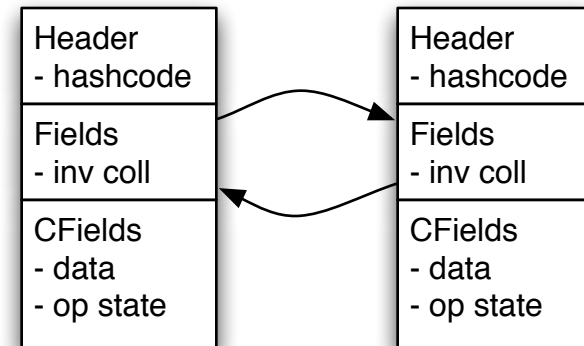 Header
- hashcode
Fields
- inv coll
CFields
- data
- op state
Header
- hashcode
Fields
- inv coll
CFields
- data
- op state